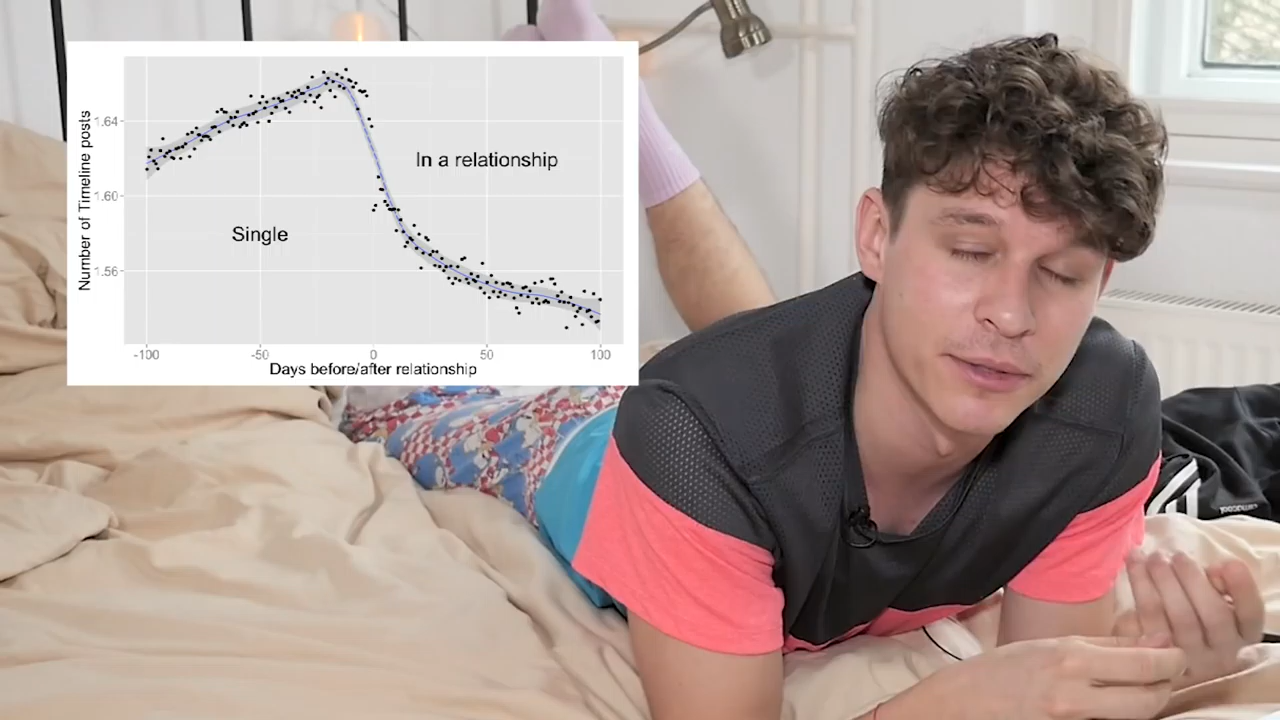 Number of Timeline posts
1.64
1.60
1.56
In a relationship
Single
-100 -50 0 50 100
Days before/after relationship